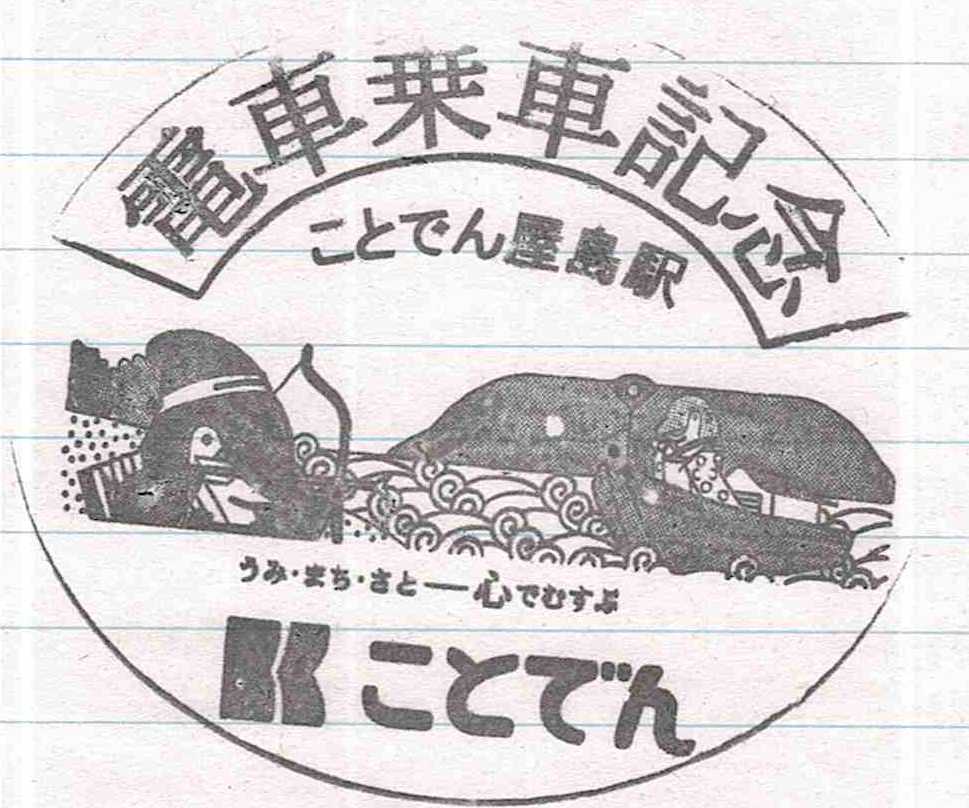 電車乗車記念
ことでん屋島駅
うみ・まち・さと―心でむすぶ
ことでん